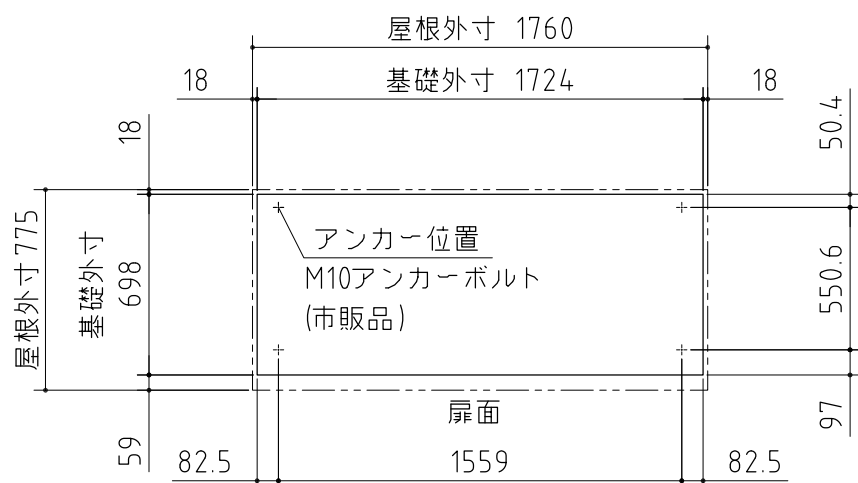 屋根外寸 1760
18
基礎外寸 1724
18
18
50.4
屋根外寸 775
基礎外寸
698
アンカー位置
M10アンカーボルト
(市販品)
550.6
扉面
59
97
82.5
1559
82.5